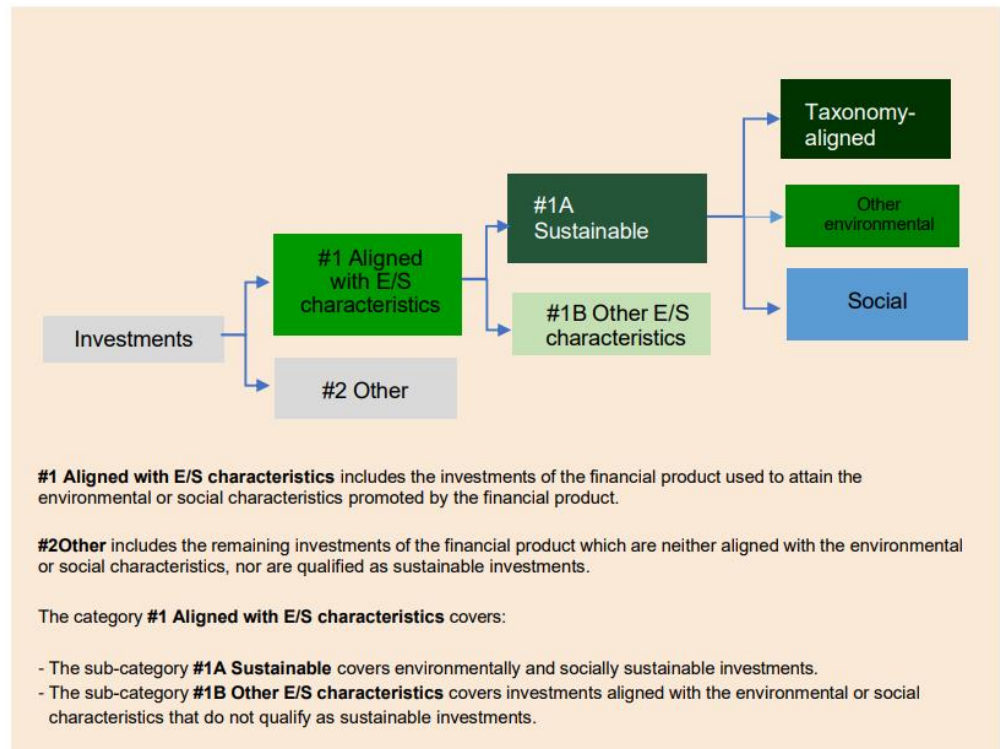 Taxonomy-
aligned
#1A
Sustainable
Other
environmental
#1 Aligned
with E/S
characteristics
#1B Other E/S
characteristics
Social
Investments
#2 Other
#1 Aligned with E/S characteristics includes the investments of the financial product used to attain the
environmental or social characteristics promoted by the financial product.
#2Other includes the remaining investments of the financial product which are neither aligned with the environmental
or social characteristics, nor are qualified as sustainable investments.
The category #1 Aligned with E/S characteristics covers:
- The sub-category #1A Sustainable covers environmentally and socially sustainable investments.
- The sub-category #1B Other E/S characteristics covers investments aligned with the environmental or social
characteristics that do not qualify as sustainable investments.